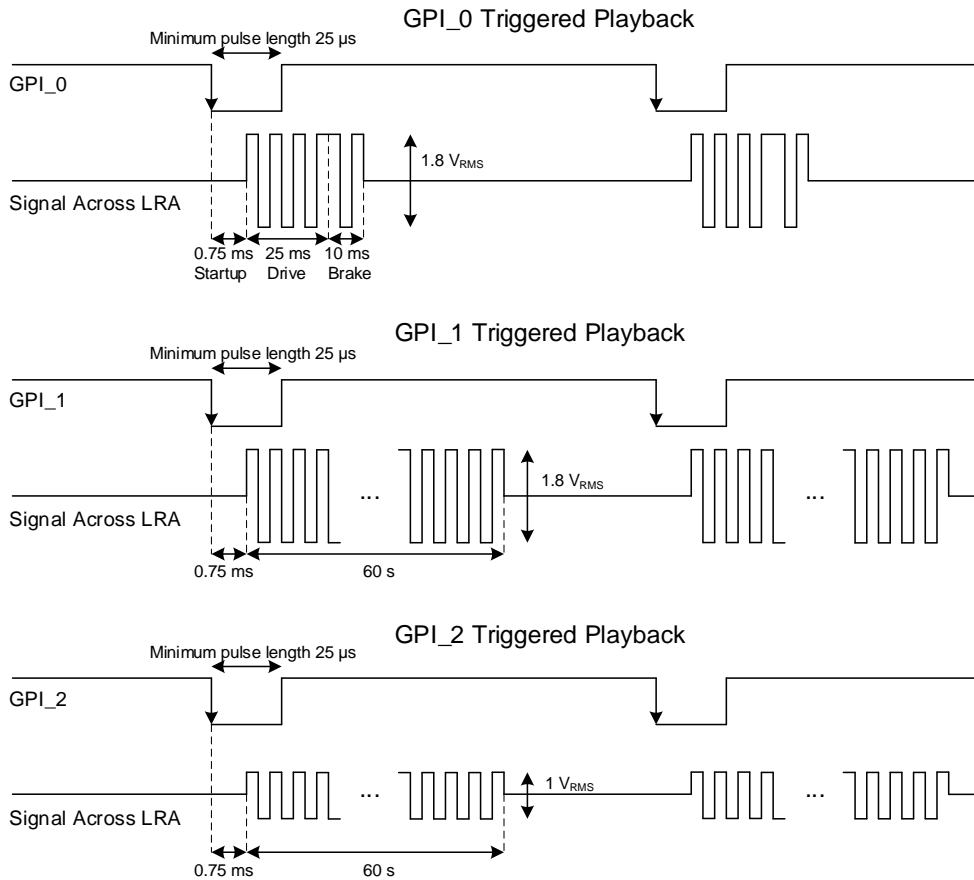 GPI_0 Triggered Playback
Minimum pulse length 25 µs
GPI_0
1.8 VRMS
Signal Across LRA
0.75 ms 25 ms 10 ms
Startup Drive Brake
GPI_1 Triggered Playback
Minimum pulse length 25 µs
GPI_1
1.8 VRMS
... ...
Signal Across LRA
0.75 ms 60 s
GPI_2 Triggered Playback
Minimum pulse length 25 µs
GPI_2
1 VRMS
... ...
Signal Across LRA
0.75 ms 60 s